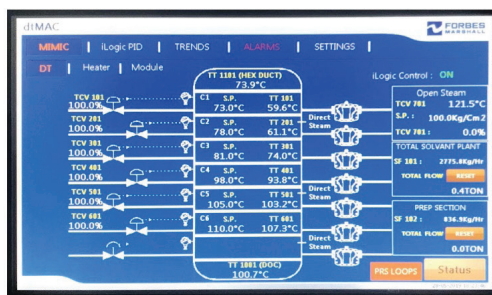 dtMAC
FORBES
MARSHALL
MIMIC | iLogic PID | TRENDS | ALARMS | SETTINGS |
DT | Heater | Module
iLogic Control : ON
TT 1101 (HEX DUCT)
73.9°C
TCV 101
100.0%
C1 S.P. TT 101
73.0°C 59.6°C
TCV 201
100.0%
C2 S.P. TT 201
78.0°C 61.1°C
Direct
Steam
TCV 301
100.0%
C3 S.P. TT 301
81.0°C 74.0°C
TCV 401
100.0%
C4 S.P. TT 401
98.0°C 93.8°C
TCV 501
100.0%
C5 S.P. TT 501
105.0°C 103.2°C
Direct
Steam
TCV 601
100.0%
C6 S.P. TT 601
110.0°C 107.3°C
Direct
Steam
TT 1001 (DOC)
100.7°C
Open Steam
TCV 701 121.5°C
S.P. : 100.0Kg/Cm2
TCV 701 : 0.0%
TOTAL SOLVANT PLANT
SF 101 : 2775.8Kg/Hr
TOTAL FLOW RESET
0.4TON
PREP SECTION
SF 102 : 836.9Kg/Hr
TOTAL FLOW RESET
0.0TON
PRS LOOPS
Status